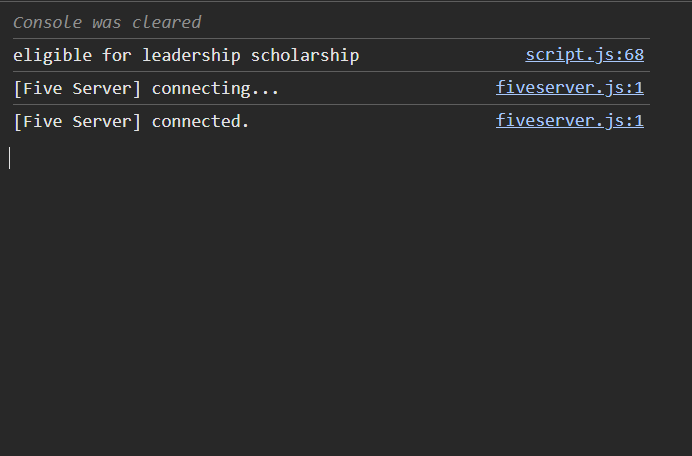 Console was cleared
eligible for leadership scholarship script.js:68
[Five Server] connecting... fiveserver.js:1
[Five Server] connected. fiveserver.js:1